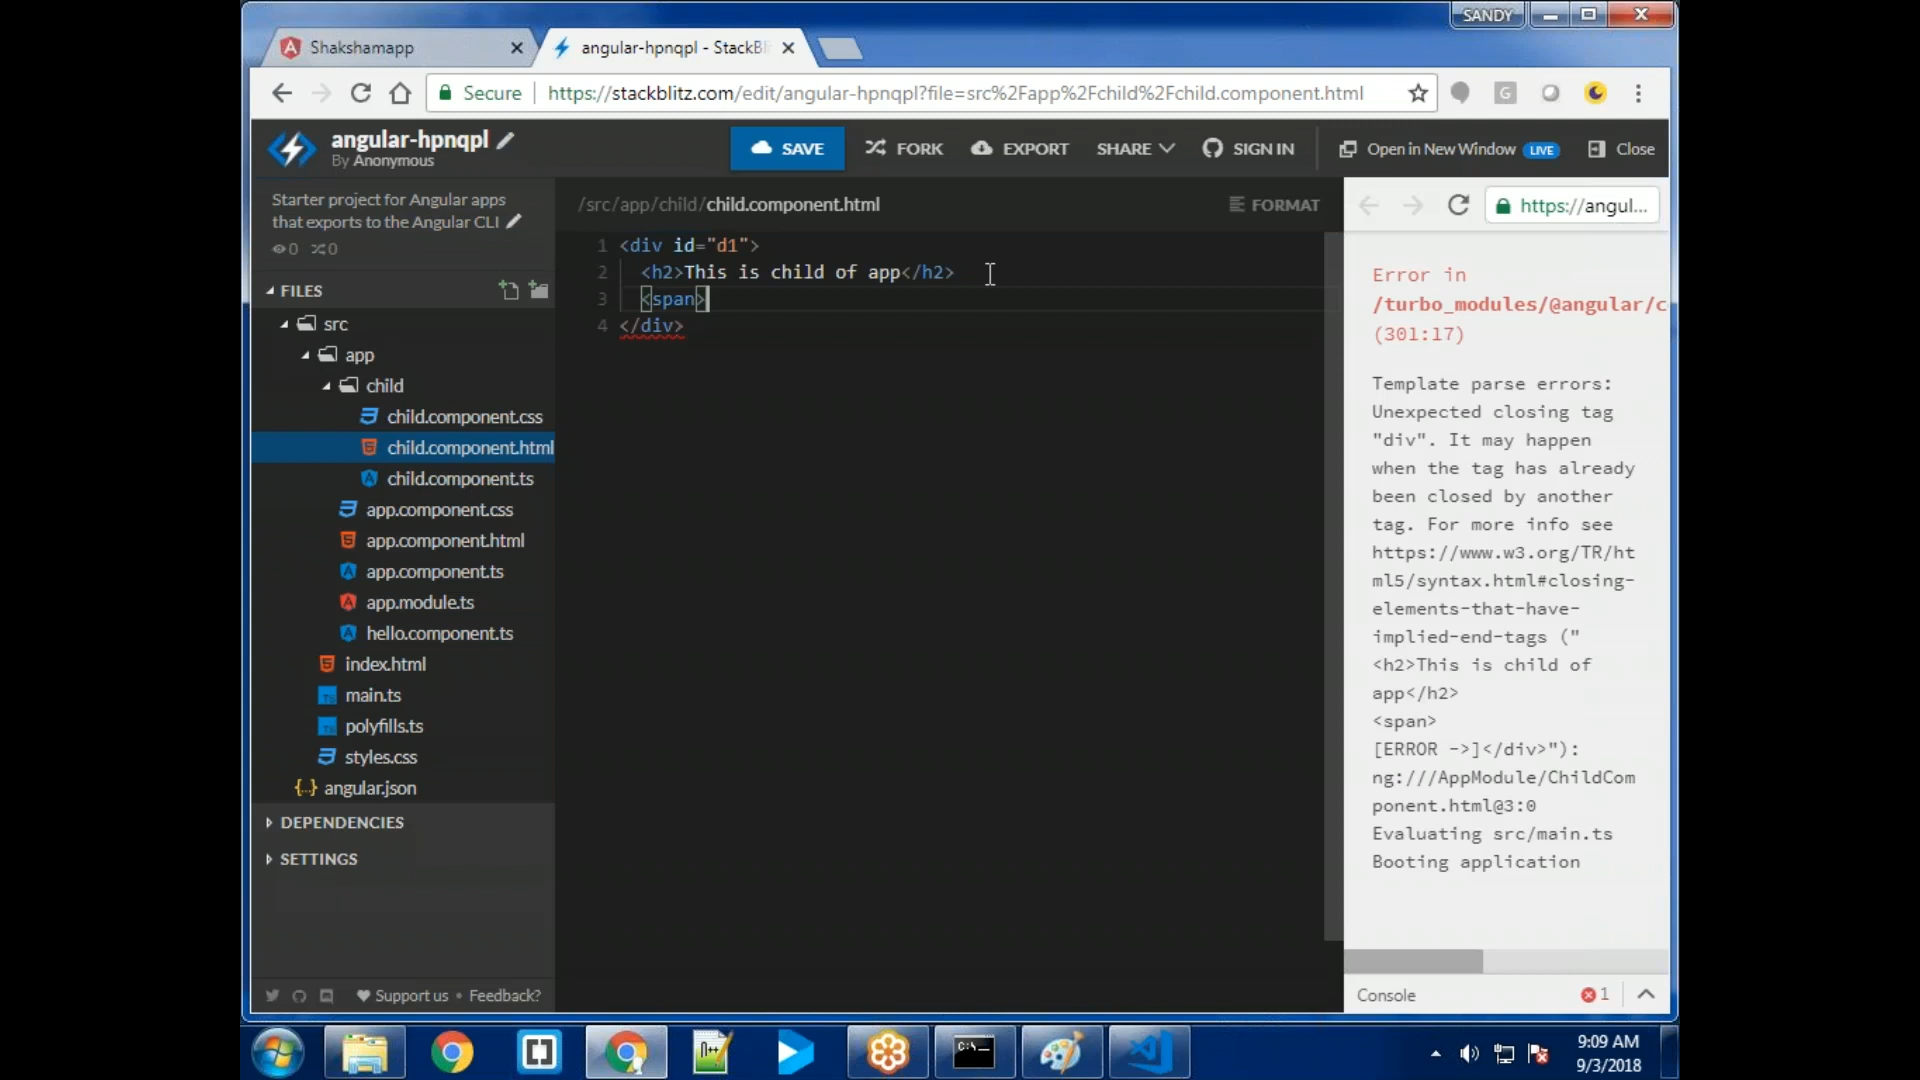 SANDY
Shakshamapp
angular-hpnqpl - StackBl
Secure
https://stackblitz.com/edit/angular-hpnqpl?file=src%2Fapp%2Fchild%2Fchild.component.html
G
angular-hpnqpl
By Anonymous
SAVE
FORK
EXPORT
SHARE
SIGN IN
Open in New Window LIVE
Close
Starter project for Angular apps
that exports to the Angular CLI
0 0
/src/app/child/child.component.html
FORMAT
https://angul...
FILES
src
app
child
child.component.css
child.component.html
child.component.ts
app.component.css
app.component.html
app.component.ts
app.module.ts
hello.component.ts
index.html
main.ts
polyfills.ts
styles.css
{..} angular.json
DEPENDENCIES
SETTINGS
Support us • Feedback?
1 <div id="d1">
2 <h2>This is child of app</h2>
3 <span>
4 </div>
Error in
/turbo_modules/@angular/c
(301:17)
Template parse errors:
Unexpected closing tag
"div". It may happen
when the tag has already
been closed by another
tag. For more info see
https://www.w3.org/TR/ht
ml5/syntax.html#closing-
elements-that-have-
implied-end-tags ("
<h2>This is child of
app</h2>
<span>
[ERROR ->]</div>"):
ng:///AppModule/ChildCom
ponent.html@3:0
Evaluating src/main.ts
Booting application
Console
1
9:09 AM
9/3/2018